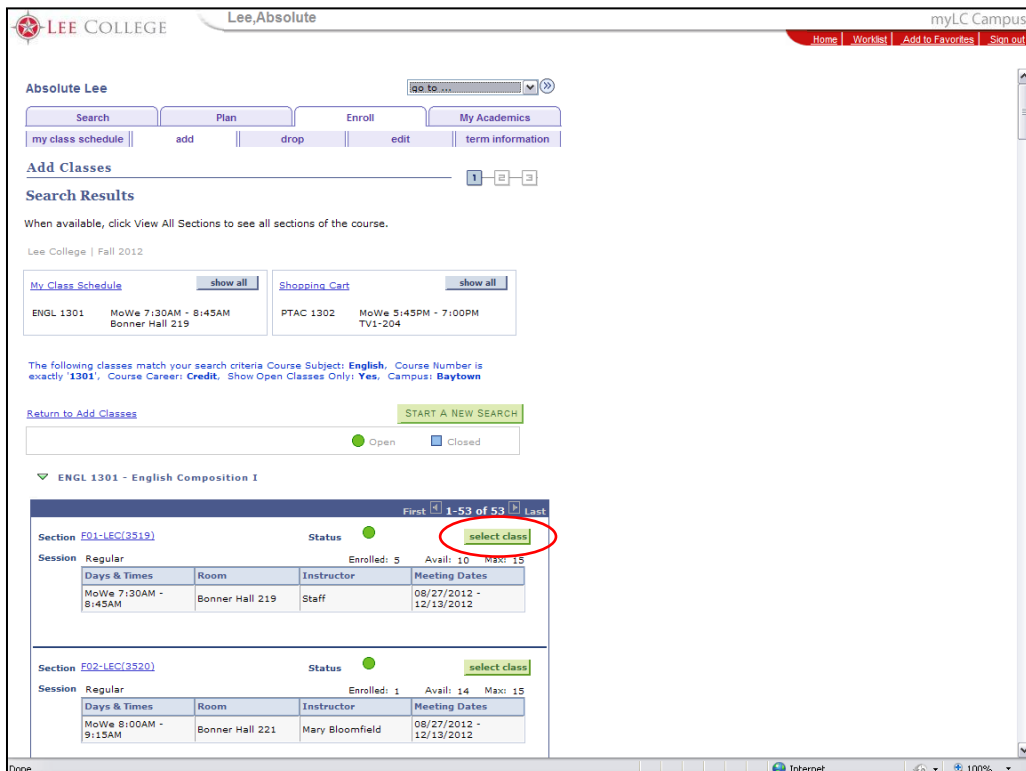 LEE COLLEGE
Lee,Absolute
myLC Campus
Home | Worklist | Add to Favorites | Sign out
Absolute Lee
go to ...
Search Plan Enroll My Academics
my class schedule || add || drop || edit || term information
Add Classes
1 2 3
Search Results
When available, click View All Sections to see all sections of the course.
Lee College | Fall 2012
My Class Schedule show all Shopping Cart show all
ENGL 1301 MoWe 7:30AM - 8:45AM PTAC 1302 MoWe 5:45PM - 7:00PM
Bonner Hall 219 TV1-204
The following classes match your search criteria Course Subject: English, Course Number is
exactly '1301', Course Career: Credit, Show Open Classes Only: Yes, Campus: Baytown
Return to Add Classes START A NEW SEARCH
Open Closed
ENGL 1301 - English Composition I
First 1-53 of 53 Last
Section F01-LEC(3519) Status select class
Session Regular Enrolled: 5 Avail: 10 Max: 15
Days & Times Room Instructor Meeting Dates
MoWe 7:30AM - Bonner Hall 219 Staff 08/27/2012 -
8:45AM 12/13/2012
Section F02-LEC(3520) Status select class
Session Regular Enrolled: 1 Avail: 14 Max: 15
Days & Times Room Instructor Meeting Dates
MoWe 8:00AM - Bonner Hall 221 Mary Bloomfield 08/27/2012 -
9:15AM 12/13/2012
Done Internet 100%